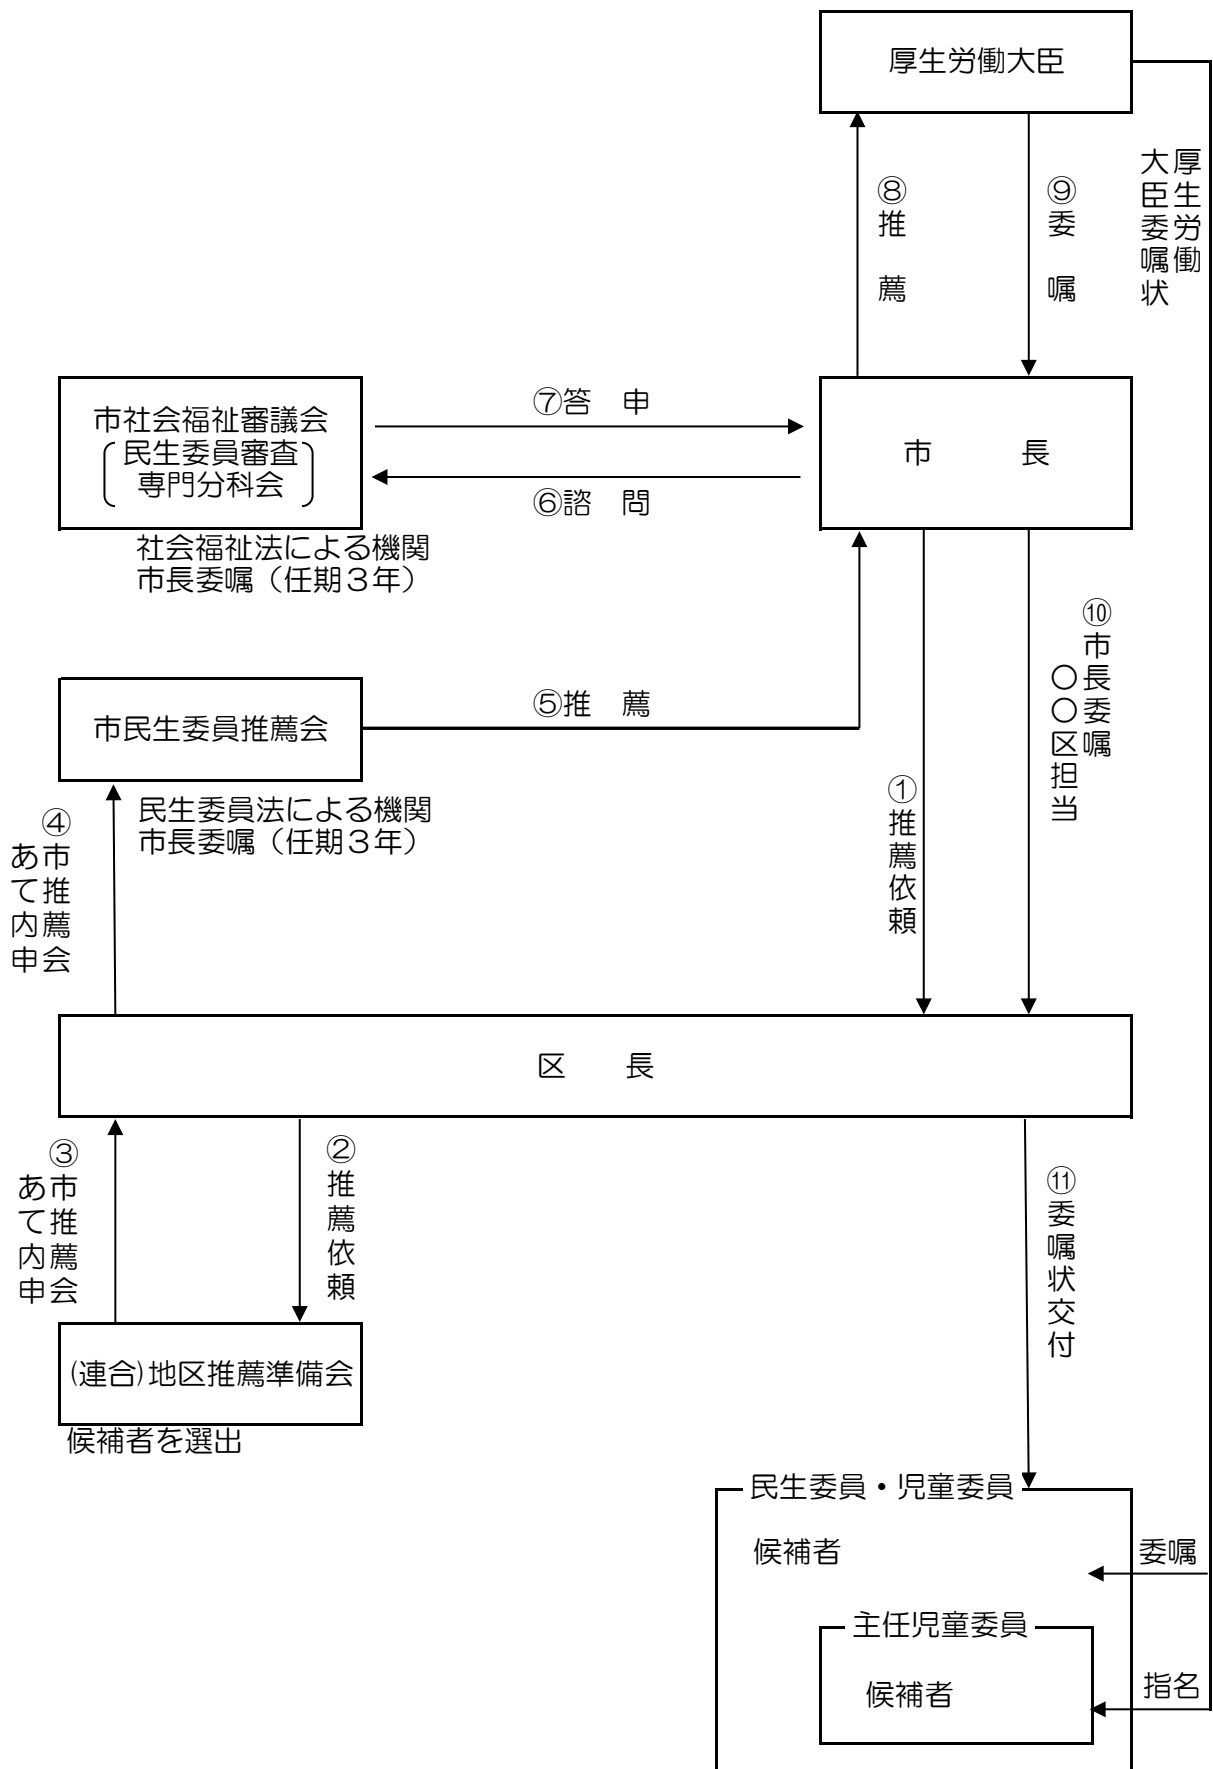 厚生労働大臣
厚生労働
大臣委嘱状
⑧推　薦
⑨委　嘱
市社会福祉審議会
民生委員審査
専門分科会
⑦答　申
⑥諮　問
市　　　長
社会福祉法による機関
市長委嘱（任期３年）
⑩市長委嘱
〇〇区担当
市民生委員推薦会
⑤推　薦
①推薦依頼
民生委員法による機関
市長委嘱（任期３年）
④市推薦会
あて内申
区　　長
③市推薦会
あて内申
②推薦依頼
⑪委嘱状交付
(連合)地区推薦準備会
候補者を選出
民生委員・児童委員
候補者
委嘱
主任児童委員
候補者
指名